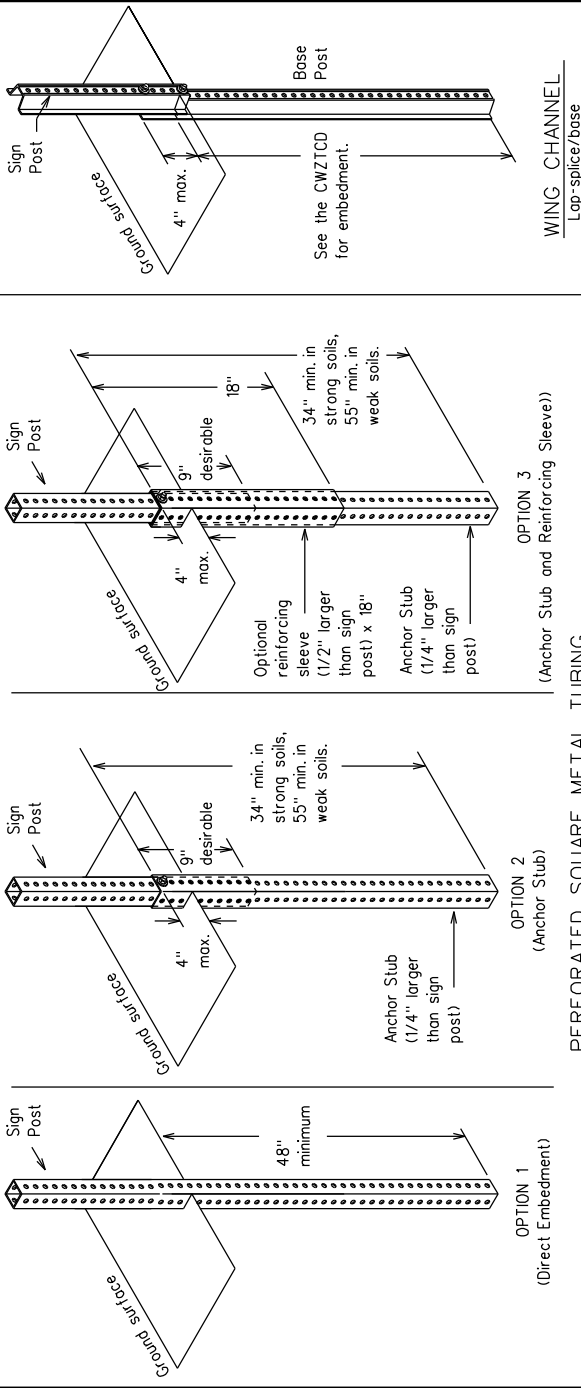 Sign
Post
Ground surface
48"
minimum
OPTION 1
(Direct Embedment)
Sign
Post
Ground surface
4"
max.
9"
desirable
34" min. in
strong soils,
55" min. in
weak soils.
Anchor Stub
(1/4" larger
than sign
post)
OPTION 2
(Anchor Stub)
Sign
Post
Ground surface
4"
max.
9"
desirable
18"
34" min. in
strong soils,
55" min. in
weak soils.
Optional
reinforcing
sleeve
(1/2" larger
than sign
post) x 18"
Anchor Stub
(1/4" larger
than sign
post)
OPTION 3
(Anchor Stub and Reinforcing Sleeve))
PERFORATED SQUARE METAL TUBING
Sign
Post
Ground surface
4" max.
Base
Post
See the CWZTCD
for embedment.
WING CHANNEL
Lap-splice/base